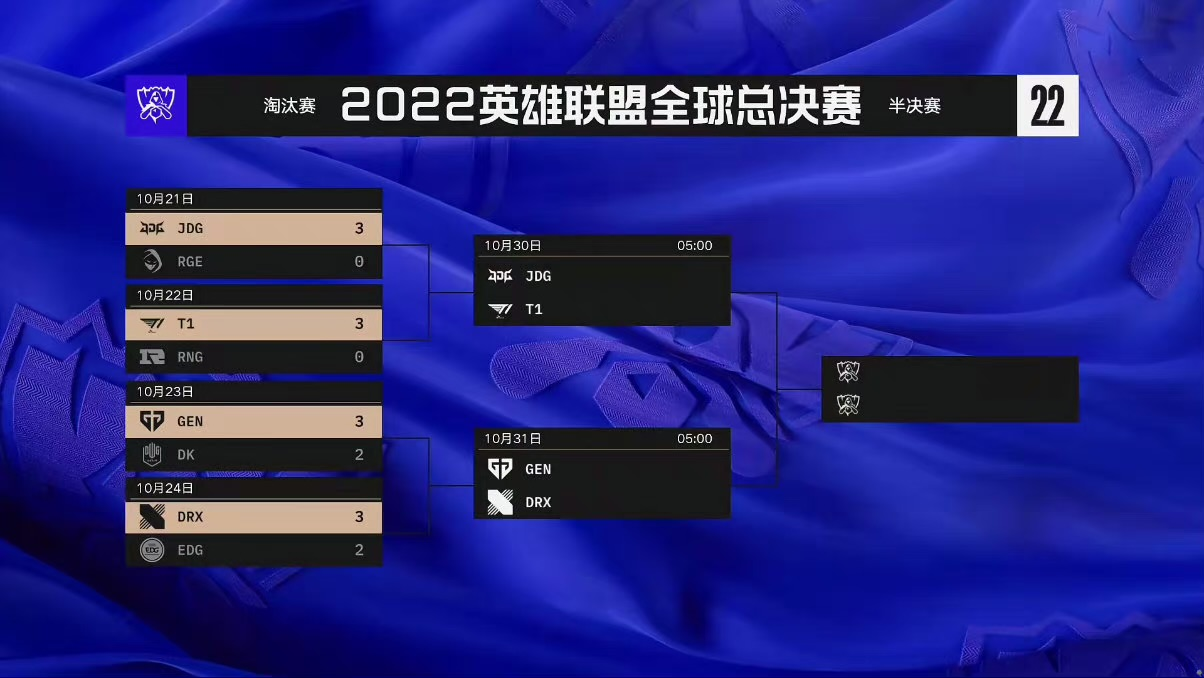 淘汰赛 2022英雄联盟全球总决赛 半决赛 22
10月21日
JDG 3
RGE 0
10月22日
T1 3
RNG 0
10月23日
GEN 3
DK 2
10月24日
DRX 3
EDG 2
10月30日 05:00
JDG
T1
10月31日 05:00
GEN
DRX